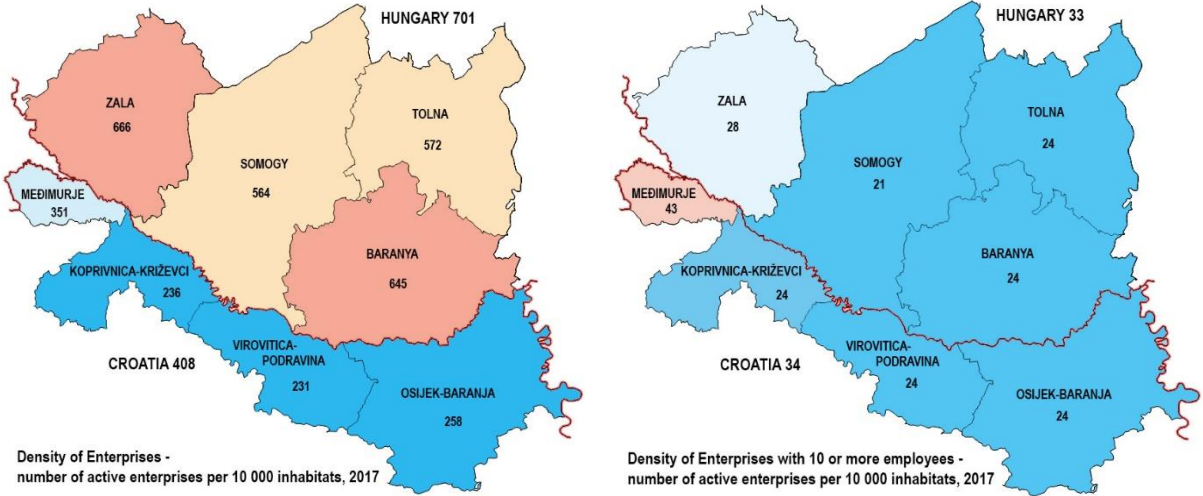 HUNGARY 701
ZALA
666
TOLNA
572
SOMOGY
564
MEĐIMURJE
351
BARANYA
645
KOPRIVNICA-KRIŽEVCI
236
VIROVITICA-
PODRAVINA
231
CROATIA 408
OSIJEK-BARANJA
258
Density of Enterprises -
number of active enterprises per 10 000 inhabitats, 2017
HUNGARY 33
ZALA
28
TOLNA
24
SOMOGY
21
MEĐIMURJE
43
BARANYA
24
KOPRIVNICA-KRIŽEVCI
24
VIROVITICA-
PODRAVINA
24
CROATIA 34
OSIJEK-BARANJA
24
Density of Enterprises with 10 or more employees -
number of active enterprises per 10 000 inhabitats, 2017